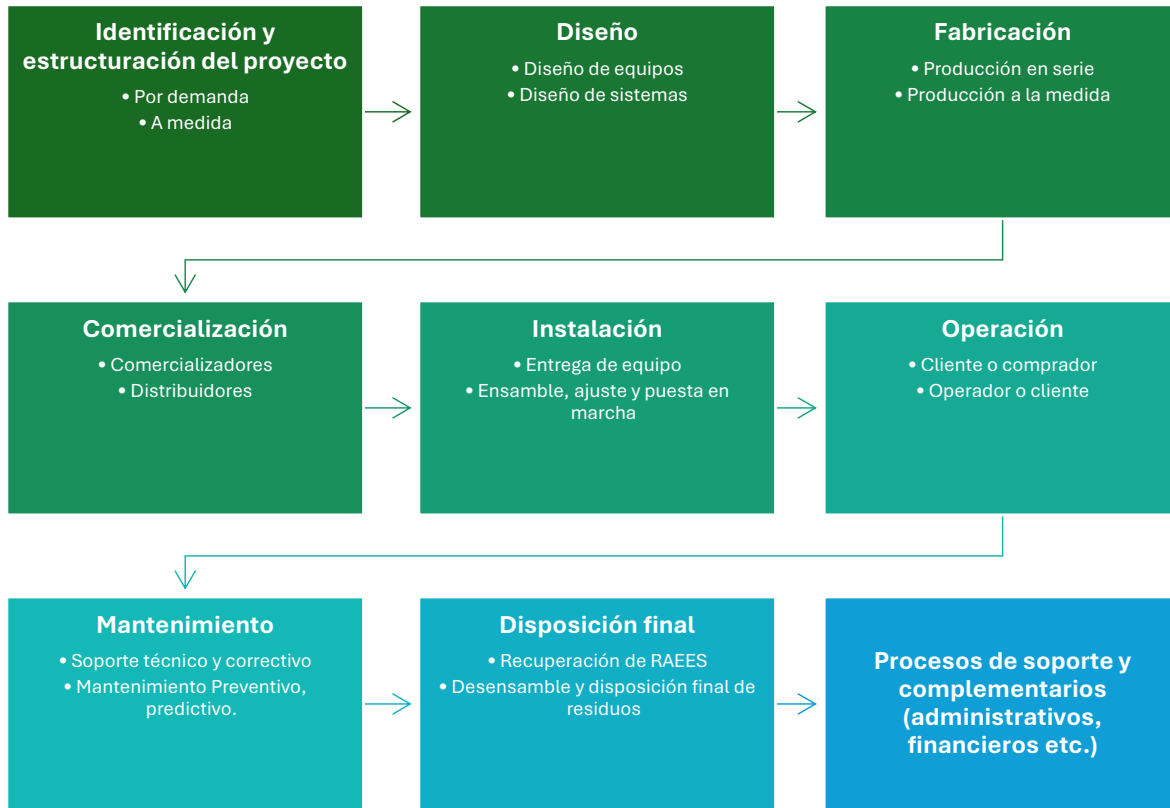 Identificación y
estructuración del proyecto
• Por demanda
• A medida
Diseño
• Diseño de equipos
• Diseño de sistemas
Fabricación
• Producción en serie
• Producción a la medida
Comercialización
• Comercializadores
• Distribuidores
Instalación
• Entrega de equipo
• Ensamble, ajuste y puesta en
marcha
Operación
• Cliente o comprador
• Operador o cliente
Mantenimiento
• Soporte técnico y correctivo
• Mantenimiento Preventivo,
predictivo.
Disposición final
• Recuperación de RAEES
• Desensamble y disposición final de
residuos
Procesos de soporte y
complementarios
(administrativos,
financieros etc.)